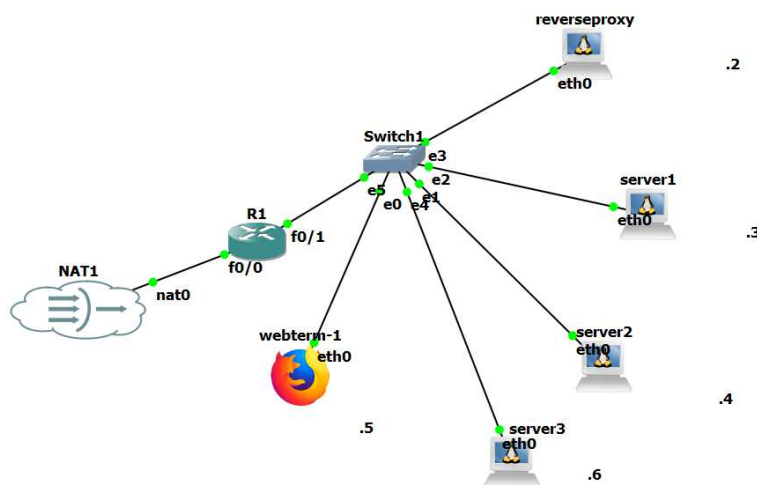 reverseproxy
.2
eth0
Switch1
e3
e2
e1
e5
e0
e4
server1
eth0
.3
R1
f0/1
f0/0
NAT1
nat0
webterm-1
eth0
.5
server2
eth0
.4
server3
eth0
.6